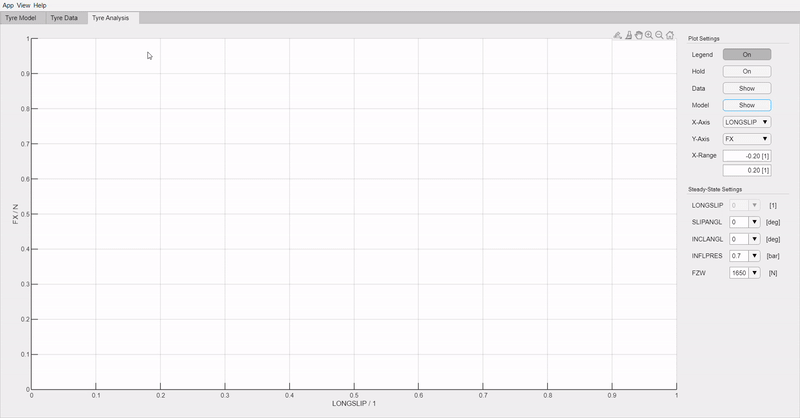 App View Help
Tyre Model Tyre Data Tyre Analysis
Plot Settings
Legend On
Hold On
Data Show
Model Show
X-Axis LONGSLIP
Y-Axis FX
X-Range -0.20 [1]
0.20 [1]
Steady-State Settings
LONGSLIP 0 [1]
SLIPANGL 0 [deg]
INCLANGL 0 [deg]
INFLPRES 0.7 [bar]
FZW 1650 [N]
1
0.9
0.8
0.7
0.6
0.5
0.4
0.3
0.2
0.1
0
FX / N
0 0.1 0.2 0.3 0.4 0.5 0.6 0.7 0.8 0.9 1
LONGSLIP / 1